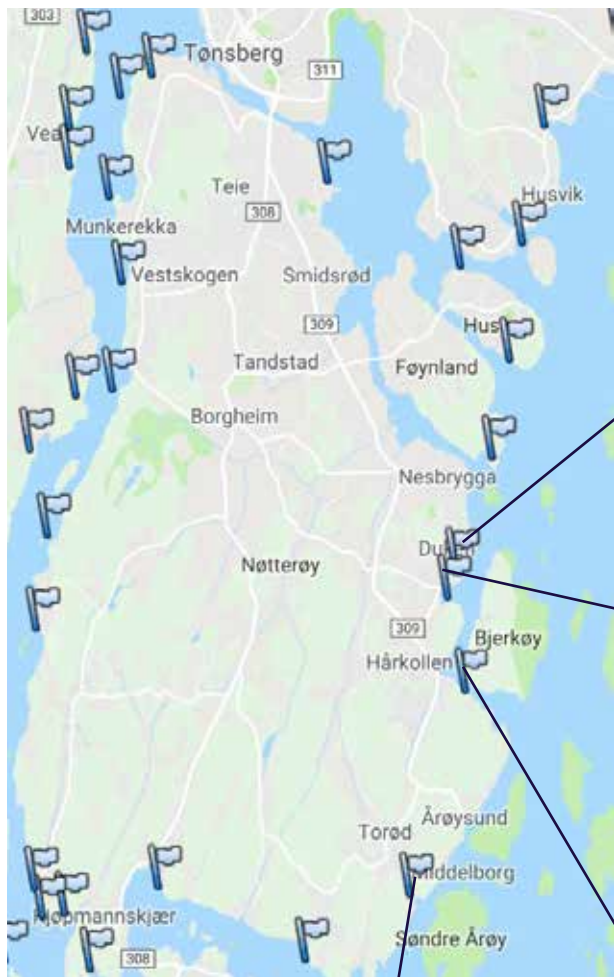 303
Tønsberg
311
Vea
Teie
Husvik
308
Munkerekka
Vestskogen
Smidsrød
309
Hus
Tandstad
Føynland
Borgheim
Nesbrygga
Nøtterøy
309
Bjerkøy
Hårkollen
Årøysund
Torød
Middelborg
Søndre Årøy
308